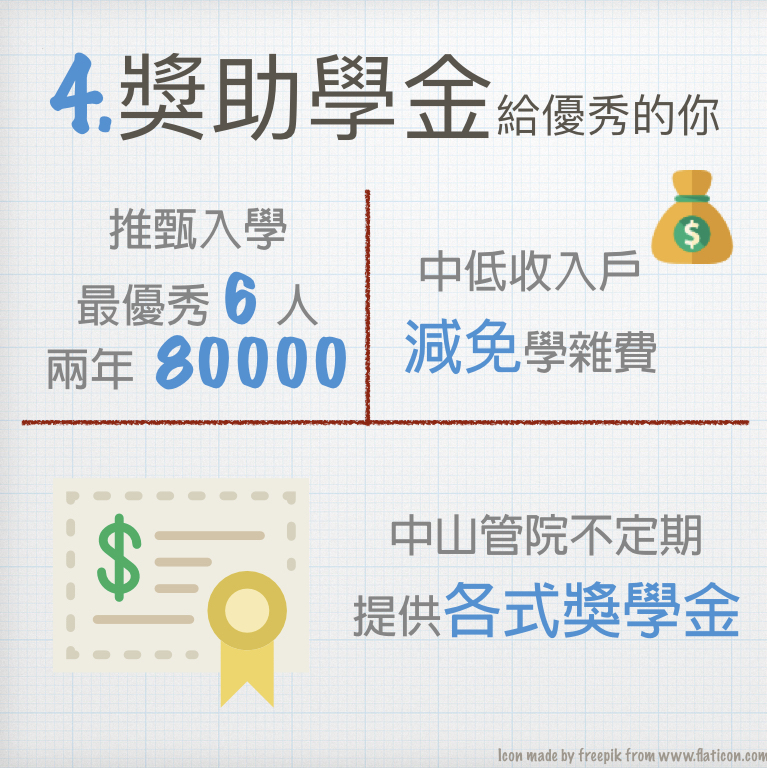 4.獎助學金給優秀的你
推甄入學
最優秀 6 人
兩年 80000
中低收入戶
減免學雜費
$
$
中山管院不定期
提供各式獎學金
Icon made by freepik from www.flaticon.com